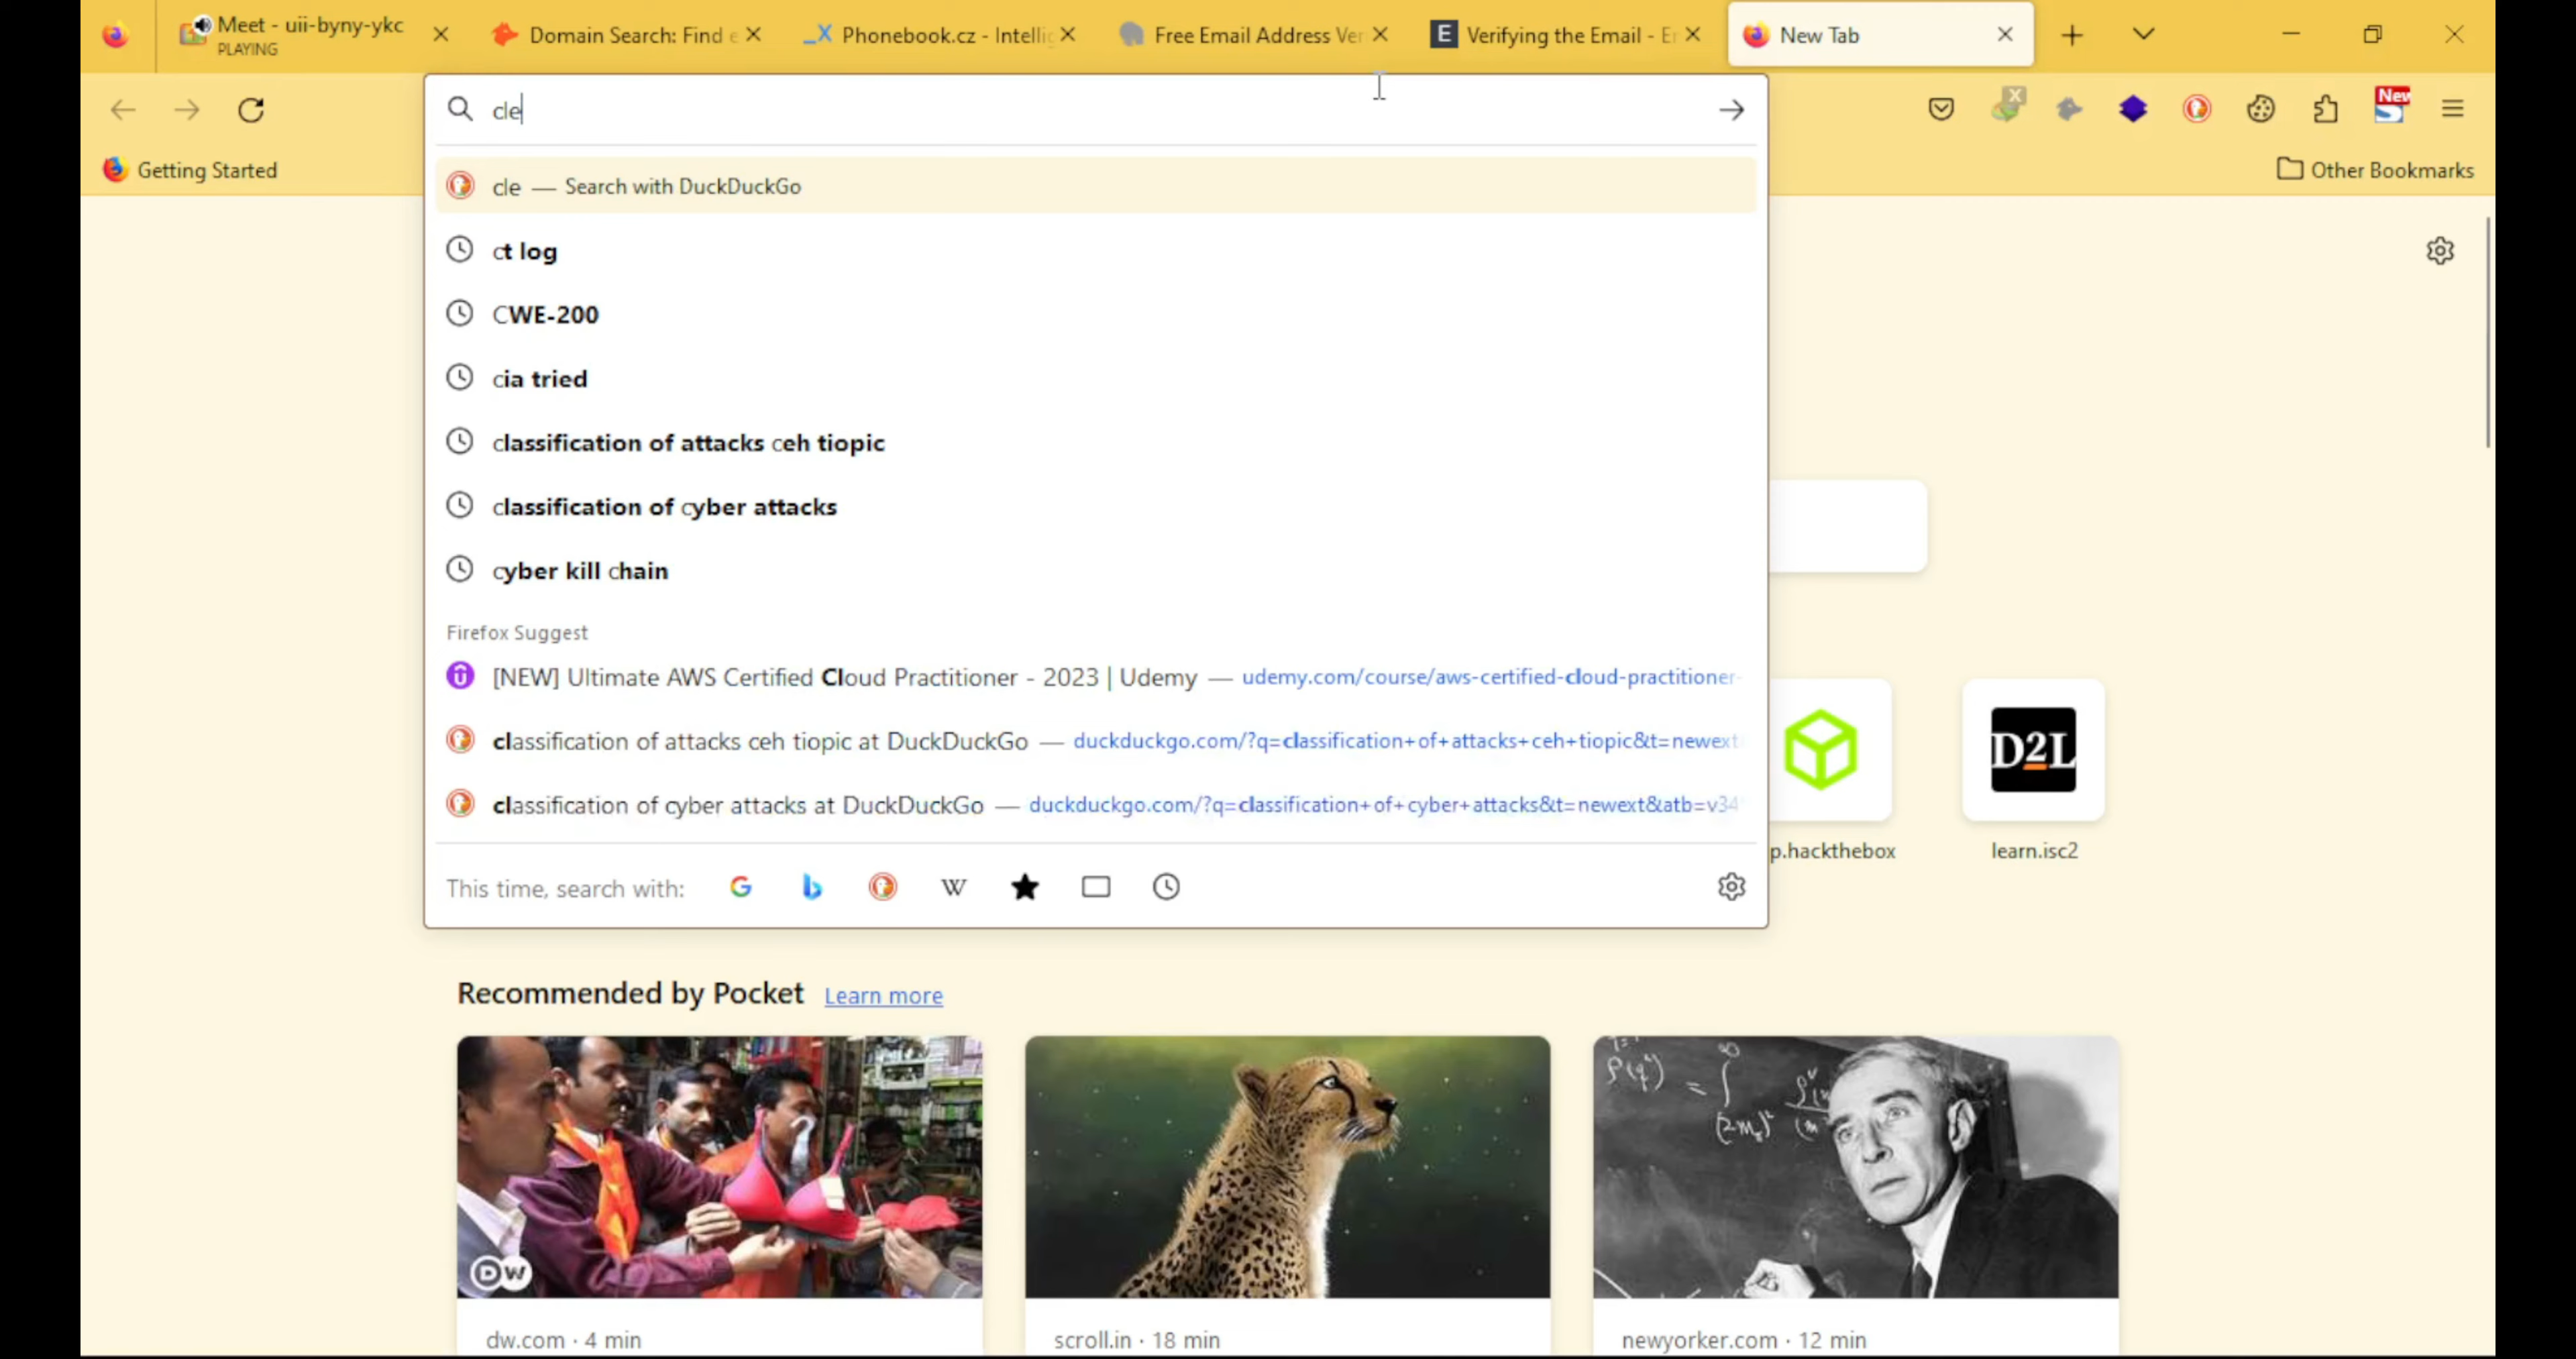 Meet - uii-byny-ykc
PLAYING
Domain Search: Find e
Phonebook.cz - Intellig
Free Email Address Ver
E Verifying the Email - Er
New Tab
cle
New
Getting Started
Other Bookmarks
cle — Search with DuckDuckGo
ct log
CWE-200
cia tried
classification of attacks ceh tiopic
classification of cyber attacks
cyber kill chain
Firefox Suggest
[NEW] Ultimate AWS Certified Cloud Practitioner - 2023 | Udemy — udemy.com/course/aws-certified-cloud-practitioner-
classification of attacks ceh tiopic at DuckDuckGo — duckduckgo.com/?q=classification+of+attacks+ceh+tiopic&t=newext
classification of cyber attacks at DuckDuckGo — duckduckgo.com/?q=classification+of+cyber+attacks&t=newext&atb=v34
D2L
p.hackthebox
learn.isc2
This time, search with:
Recommended by Pocket Learn more
DW
dw.com · 4 min
scroll.in · 18 min
newyorker.com · 12 min